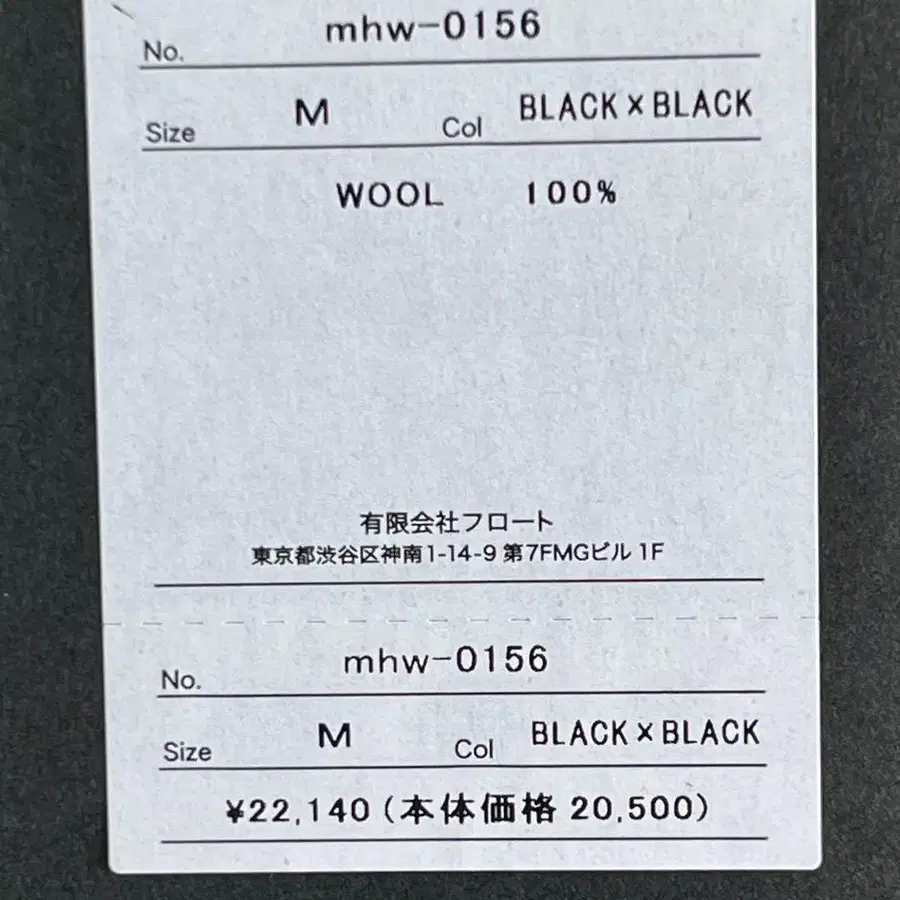 No. mhw-0156
Size M Col BLACK×BLACK
WOOL 100%
有限会社フロート
東京都渋谷区神南1-14-9 第7FMGビル 1F
No. mhw-0156
Size M Col BLACK×BLACK
¥22,140(本体価格 20,500)